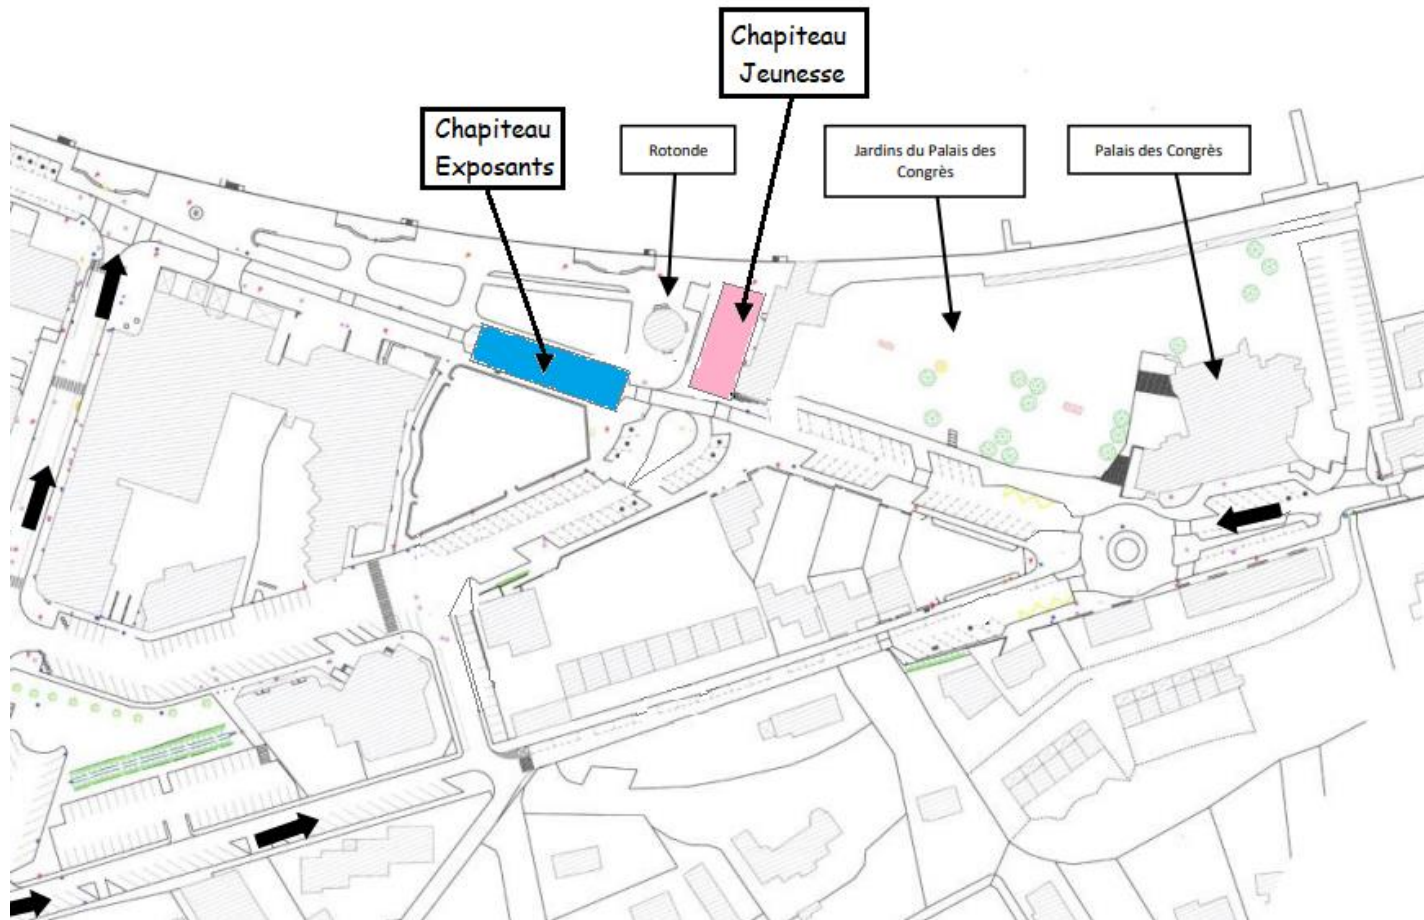 Chapiteau
Jeunesse
Chapiteau
Exposants
Rotonde
Jardins du Palais des
Congrès
Palais des Congrès